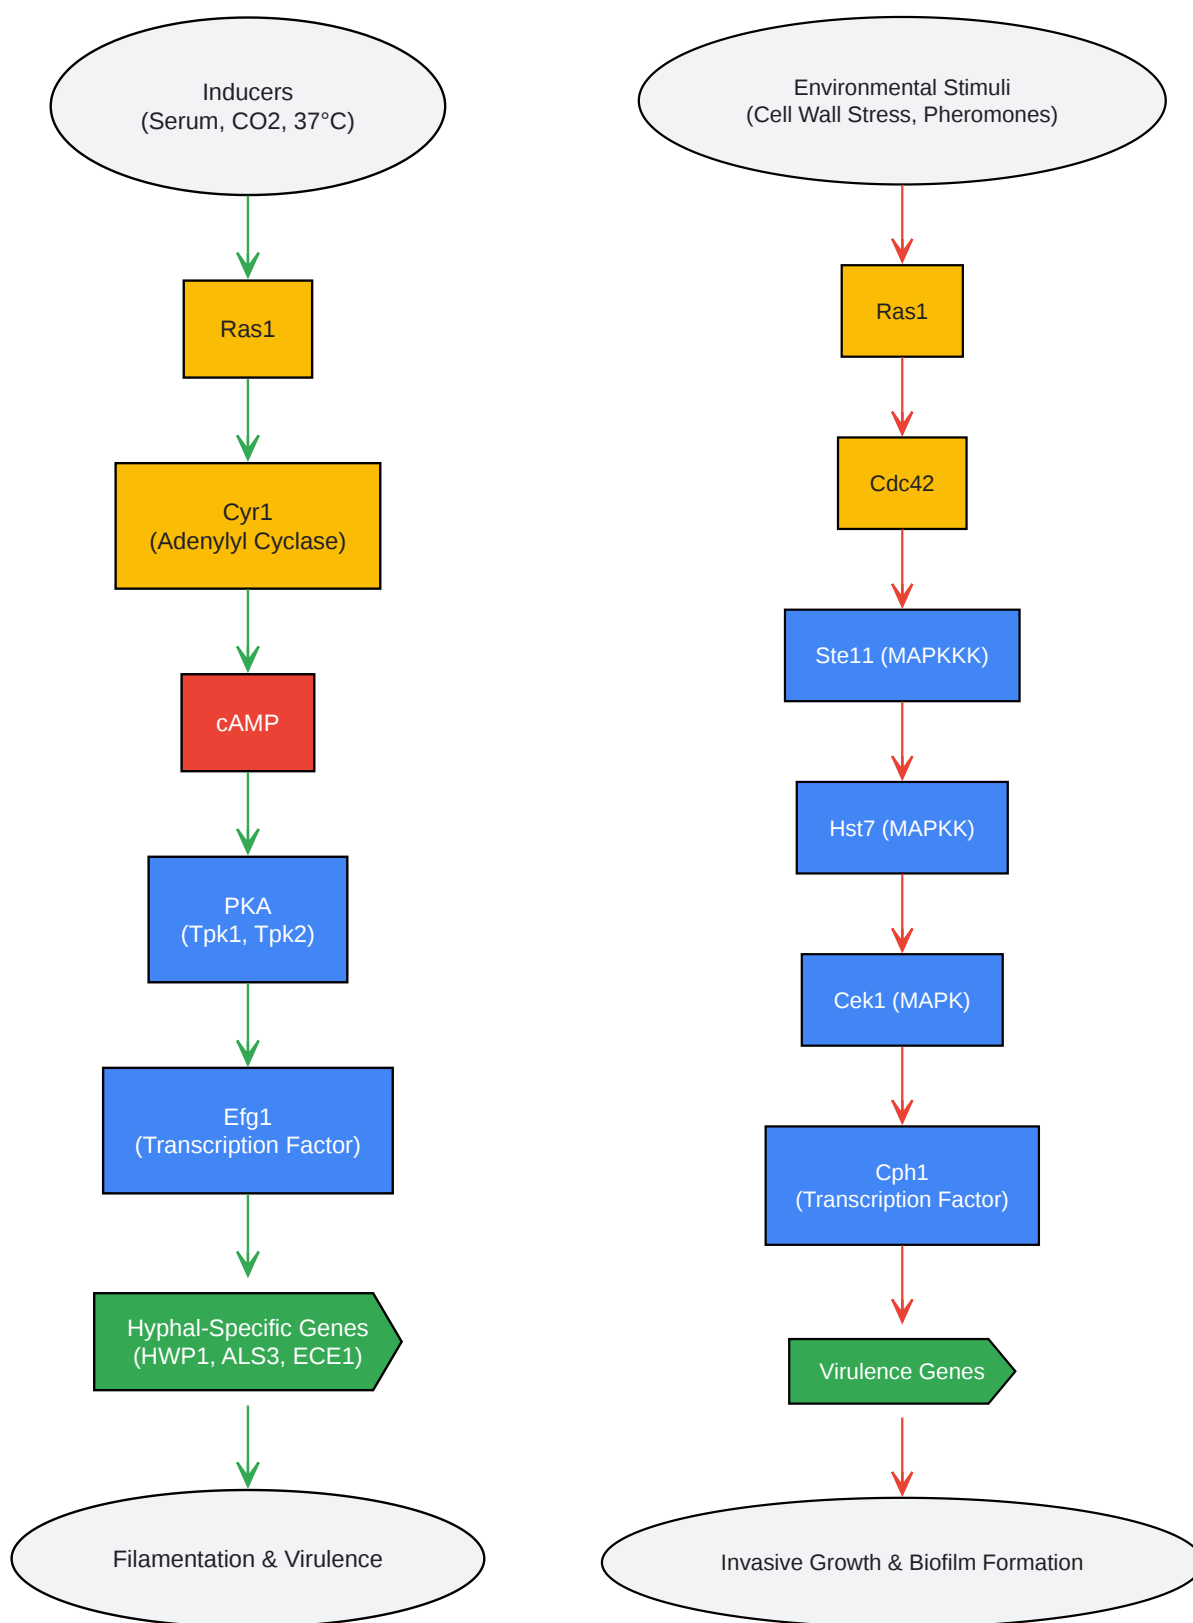 Inducers
(Serum, CO2, 37°C)
Ras1
Cyr1
(Adenylyl Cyclase)
cAMP
PKA
(Tpk1, Tpk2)
Efg1
(Transcription Factor)
Hyphal-Specific Genes
(HWP1, ALS3, ECE1)
Filamentation & Virulence
Environmental Stimuli
(Cell Wall Stress, Pheromones)
Ras1
Cdc42
Ste11 (MAPKKK)
Hst7 (MAPKK)
Cek1 (MAPK)
Cph1
(Transcription Factor)
Virulence Genes
Invasive Growth & Biofilm Formation